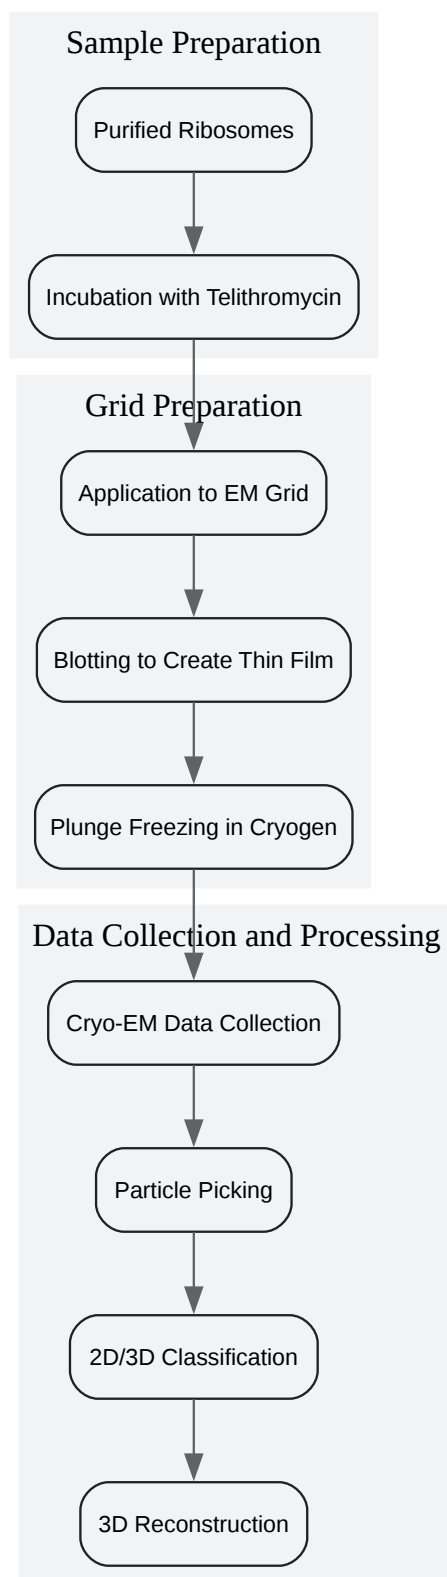 Sample Preparation
Purified Ribosomes
Incubation with Telithromycin
Grid Preparation
Application to EM Grid
Blotting to Create Thin Film
Plunge Freezing in Cryogen
Data Collection and Processing
Cryo-EM Data Collection
Particle Picking
2D/3D Classification
3D Reconstruction